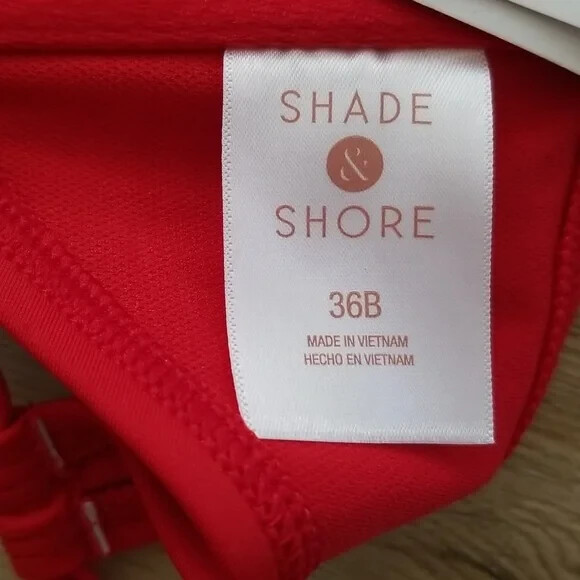 SHADE
&
SHORE
36B
MADE IN VIETNAM
HECHO EN VIETNAM